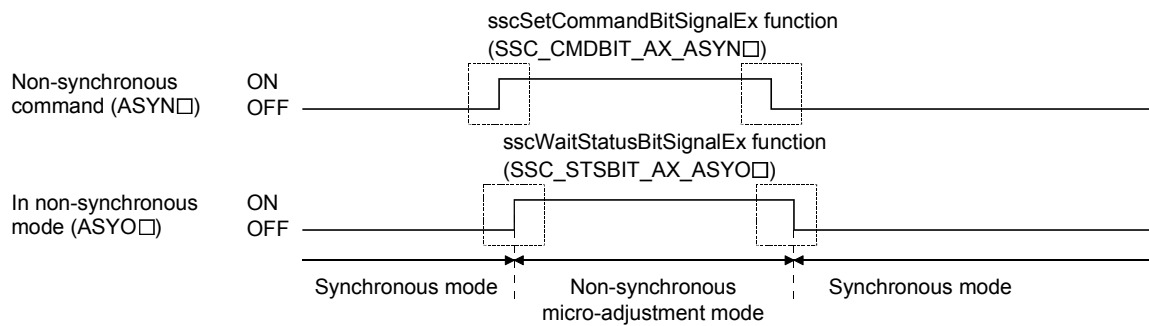 sscSetCommandBitSignalEx function
(SSC_CMDBIT_AX_ASYN□)
Non-synchronous
command (ASYN□)
ON
OFF
sscWaitStatusBitSignalEx function
(SSC_STSBIT_AX_ASYO□)
In non-synchronous
mode (ASYO□)
ON
OFF
Synchronous mode
Non-synchronous
micro-adjustment mode
Synchronous mode